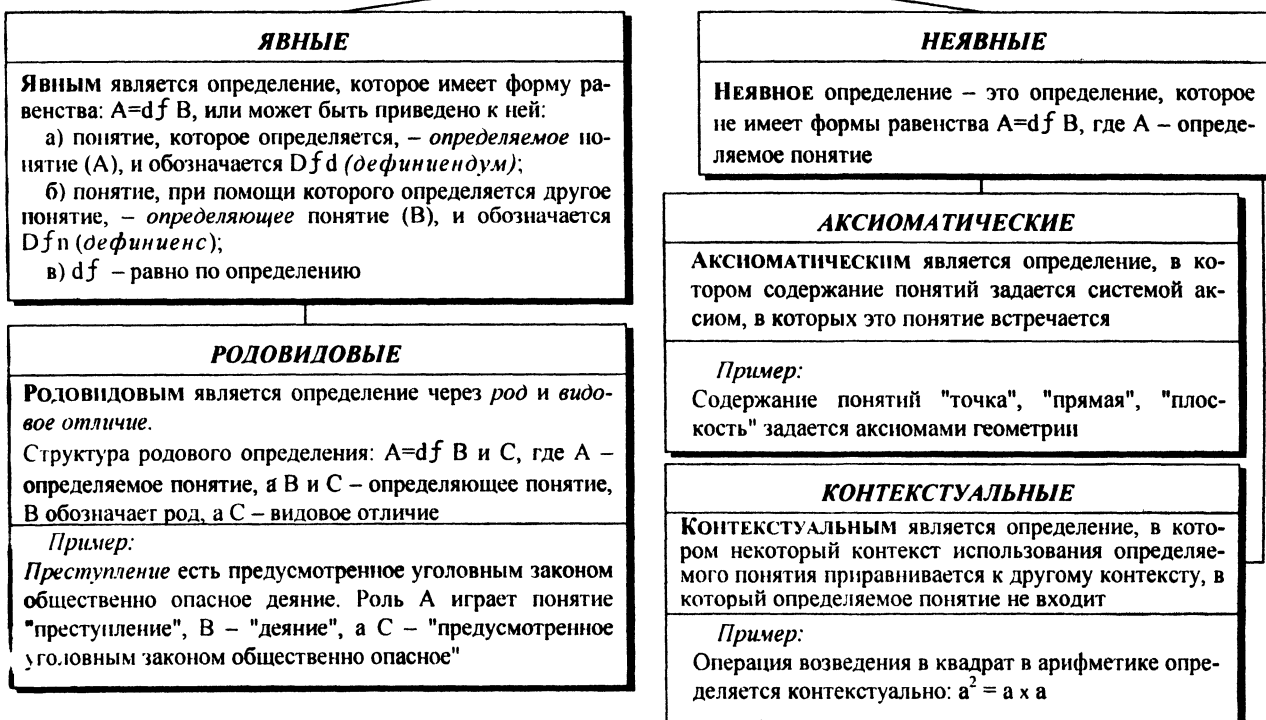 ЯВНЫЕ
ЯВНЫМ является определение, которое имеет форму ра-
венства: A=df B, или может быть приведено к ней:
а) понятие, которое определяется, – определяемое по-
нятие (А), и обозначается Dfd (дефиниендум);
б) понятие, при помощи которого определяется другое
понятие, – определяющее понятие (В), и обозначается
Dfn (дефиниенс);
в) df – равно по определению
РОДОВИДОВЫЕ
РОДОВИДОВЫМ является определение через род и видо-
вое отличие.
Структура родового определения: A=df В и С, где А –
определяемое понятие, а В и С – определяющее понятие,
В обозначает род, а С – видовое отличие
Пример:
Преступление есть предусмотренное уголовным законом
общественно опасное деяние. Роль А играет понятие
"преступление", В – "деяние", а С – "предусмотренное
уголовным законом общественно опасное"
НЕЯВНЫЕ
НЕЯВНОЕ определение – это определение, которое
не имеет формы равенства A=df B, где А – опреде-
ляемое понятие
АКСИОМАТИЧЕСКИЕ
АКСИОМАТИЧЕСКИМ является определение, в ко-
тором содержание понятий задается системой ак-
сиом, в которых это понятие встречается
Пример:
Содержание понятий "точка", "прямая", "плос-
кость" задается аксиомами геометрии
КОНТЕКСТУАЛЬНЫЕ
КОНТЕКСТУАЛЬНЫМ является определение, в кото-
ром некоторый контекст использования определяе-
мого понятия приравнивается к другому контексту, в
который определяемое понятие не входит
Пример:
Операция возведения в квадрат в арифметике опре-
деляется контекстуально: a² = a x a